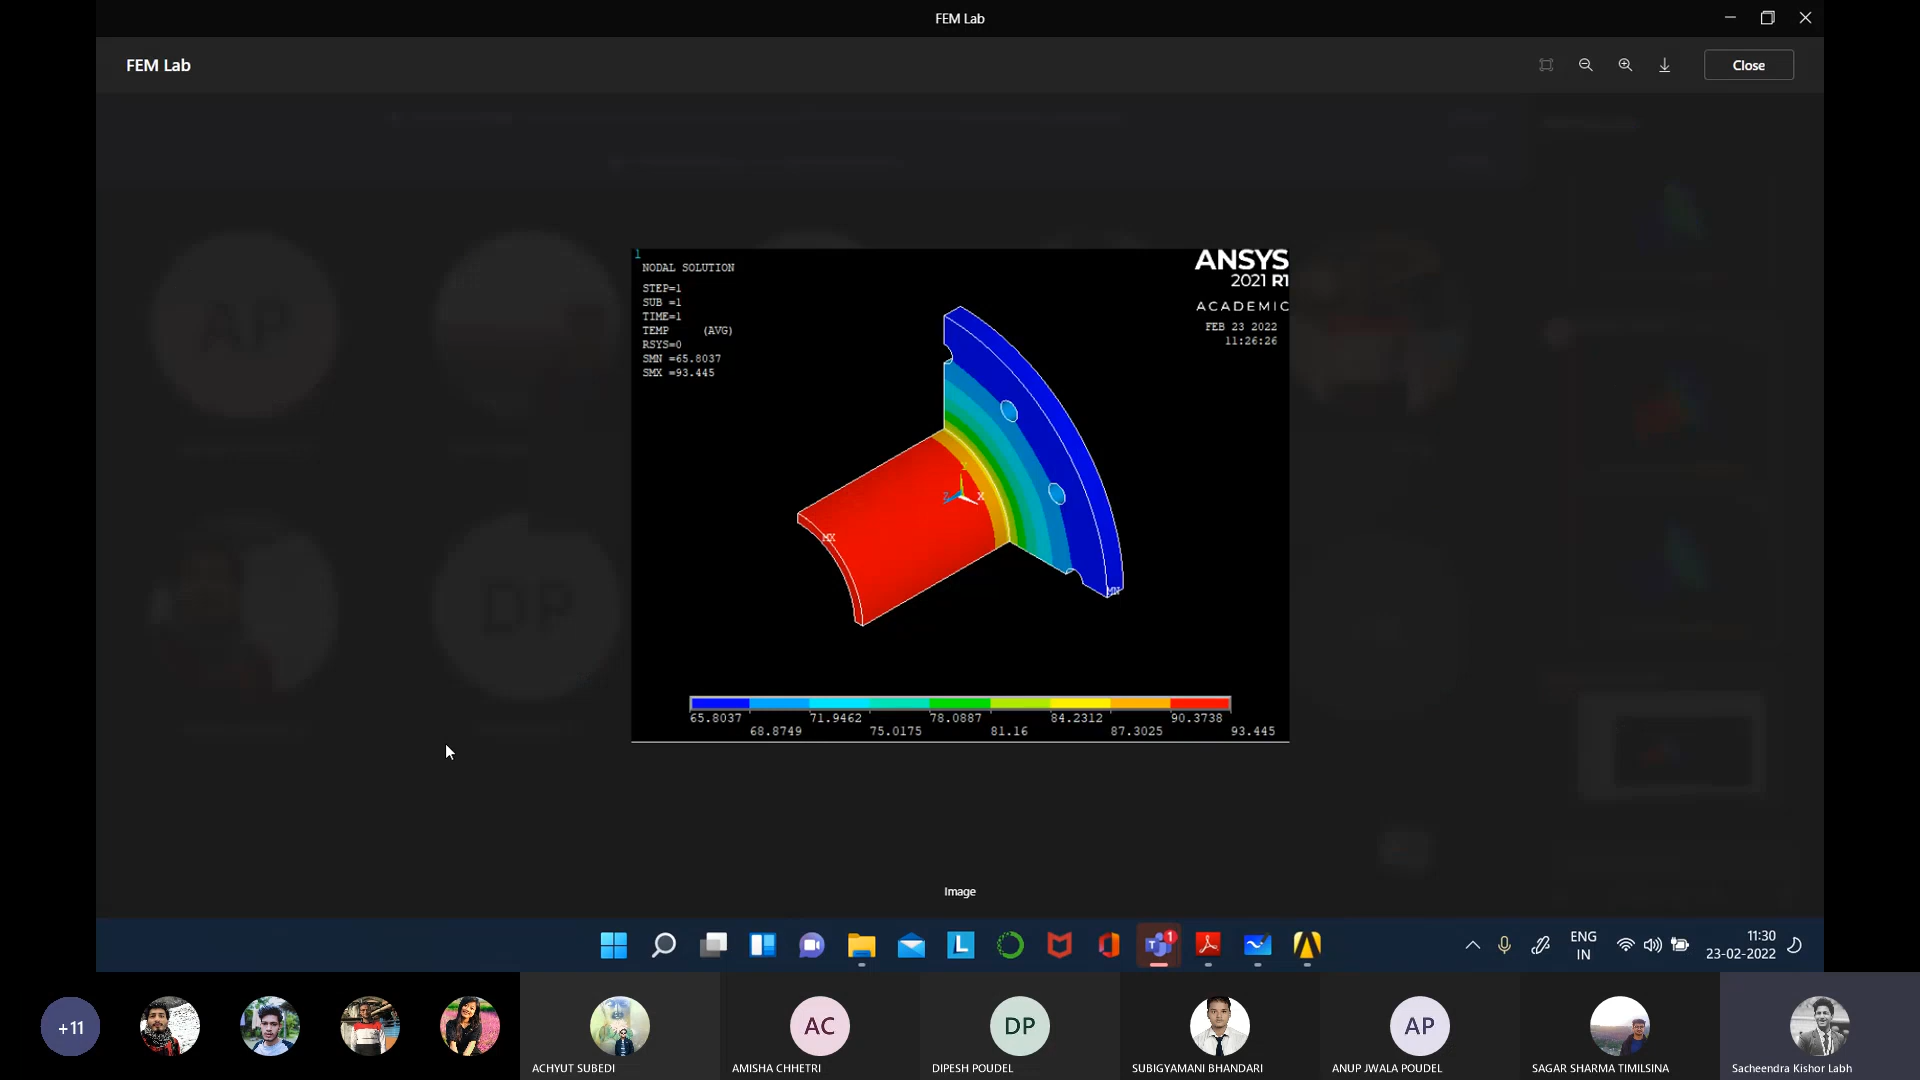 FEM Lab
FEM Lab
Close
1
NODAL SOLUTION
STEP=1
SUB =1
TIME=1
TEMP (AVG)
RSYS=0
SMN =65.8037
SMX =93.445
ANSYS
2021 R1
ACADEMIC
FEB 23 2022
11:26:26
AP
DP
Z
X
MX
MN
65.8037 71.9462 78.0887 84.2312 90.3738
68.8749 75.0175 81.16 87.3025 93.445
Image
L
1
ENG
IN
11:30
23-02-2022
+11
AC
DP
AP
ACHYUT SUBEDI
AMISHA CHHETRI
DIPESH POUDEL
SUBIGYAMANI BHANDARI
ANUP JWALA POUDEL
SAGAR SHARMA TIMILSINA
Sacheendra Kishor Labh